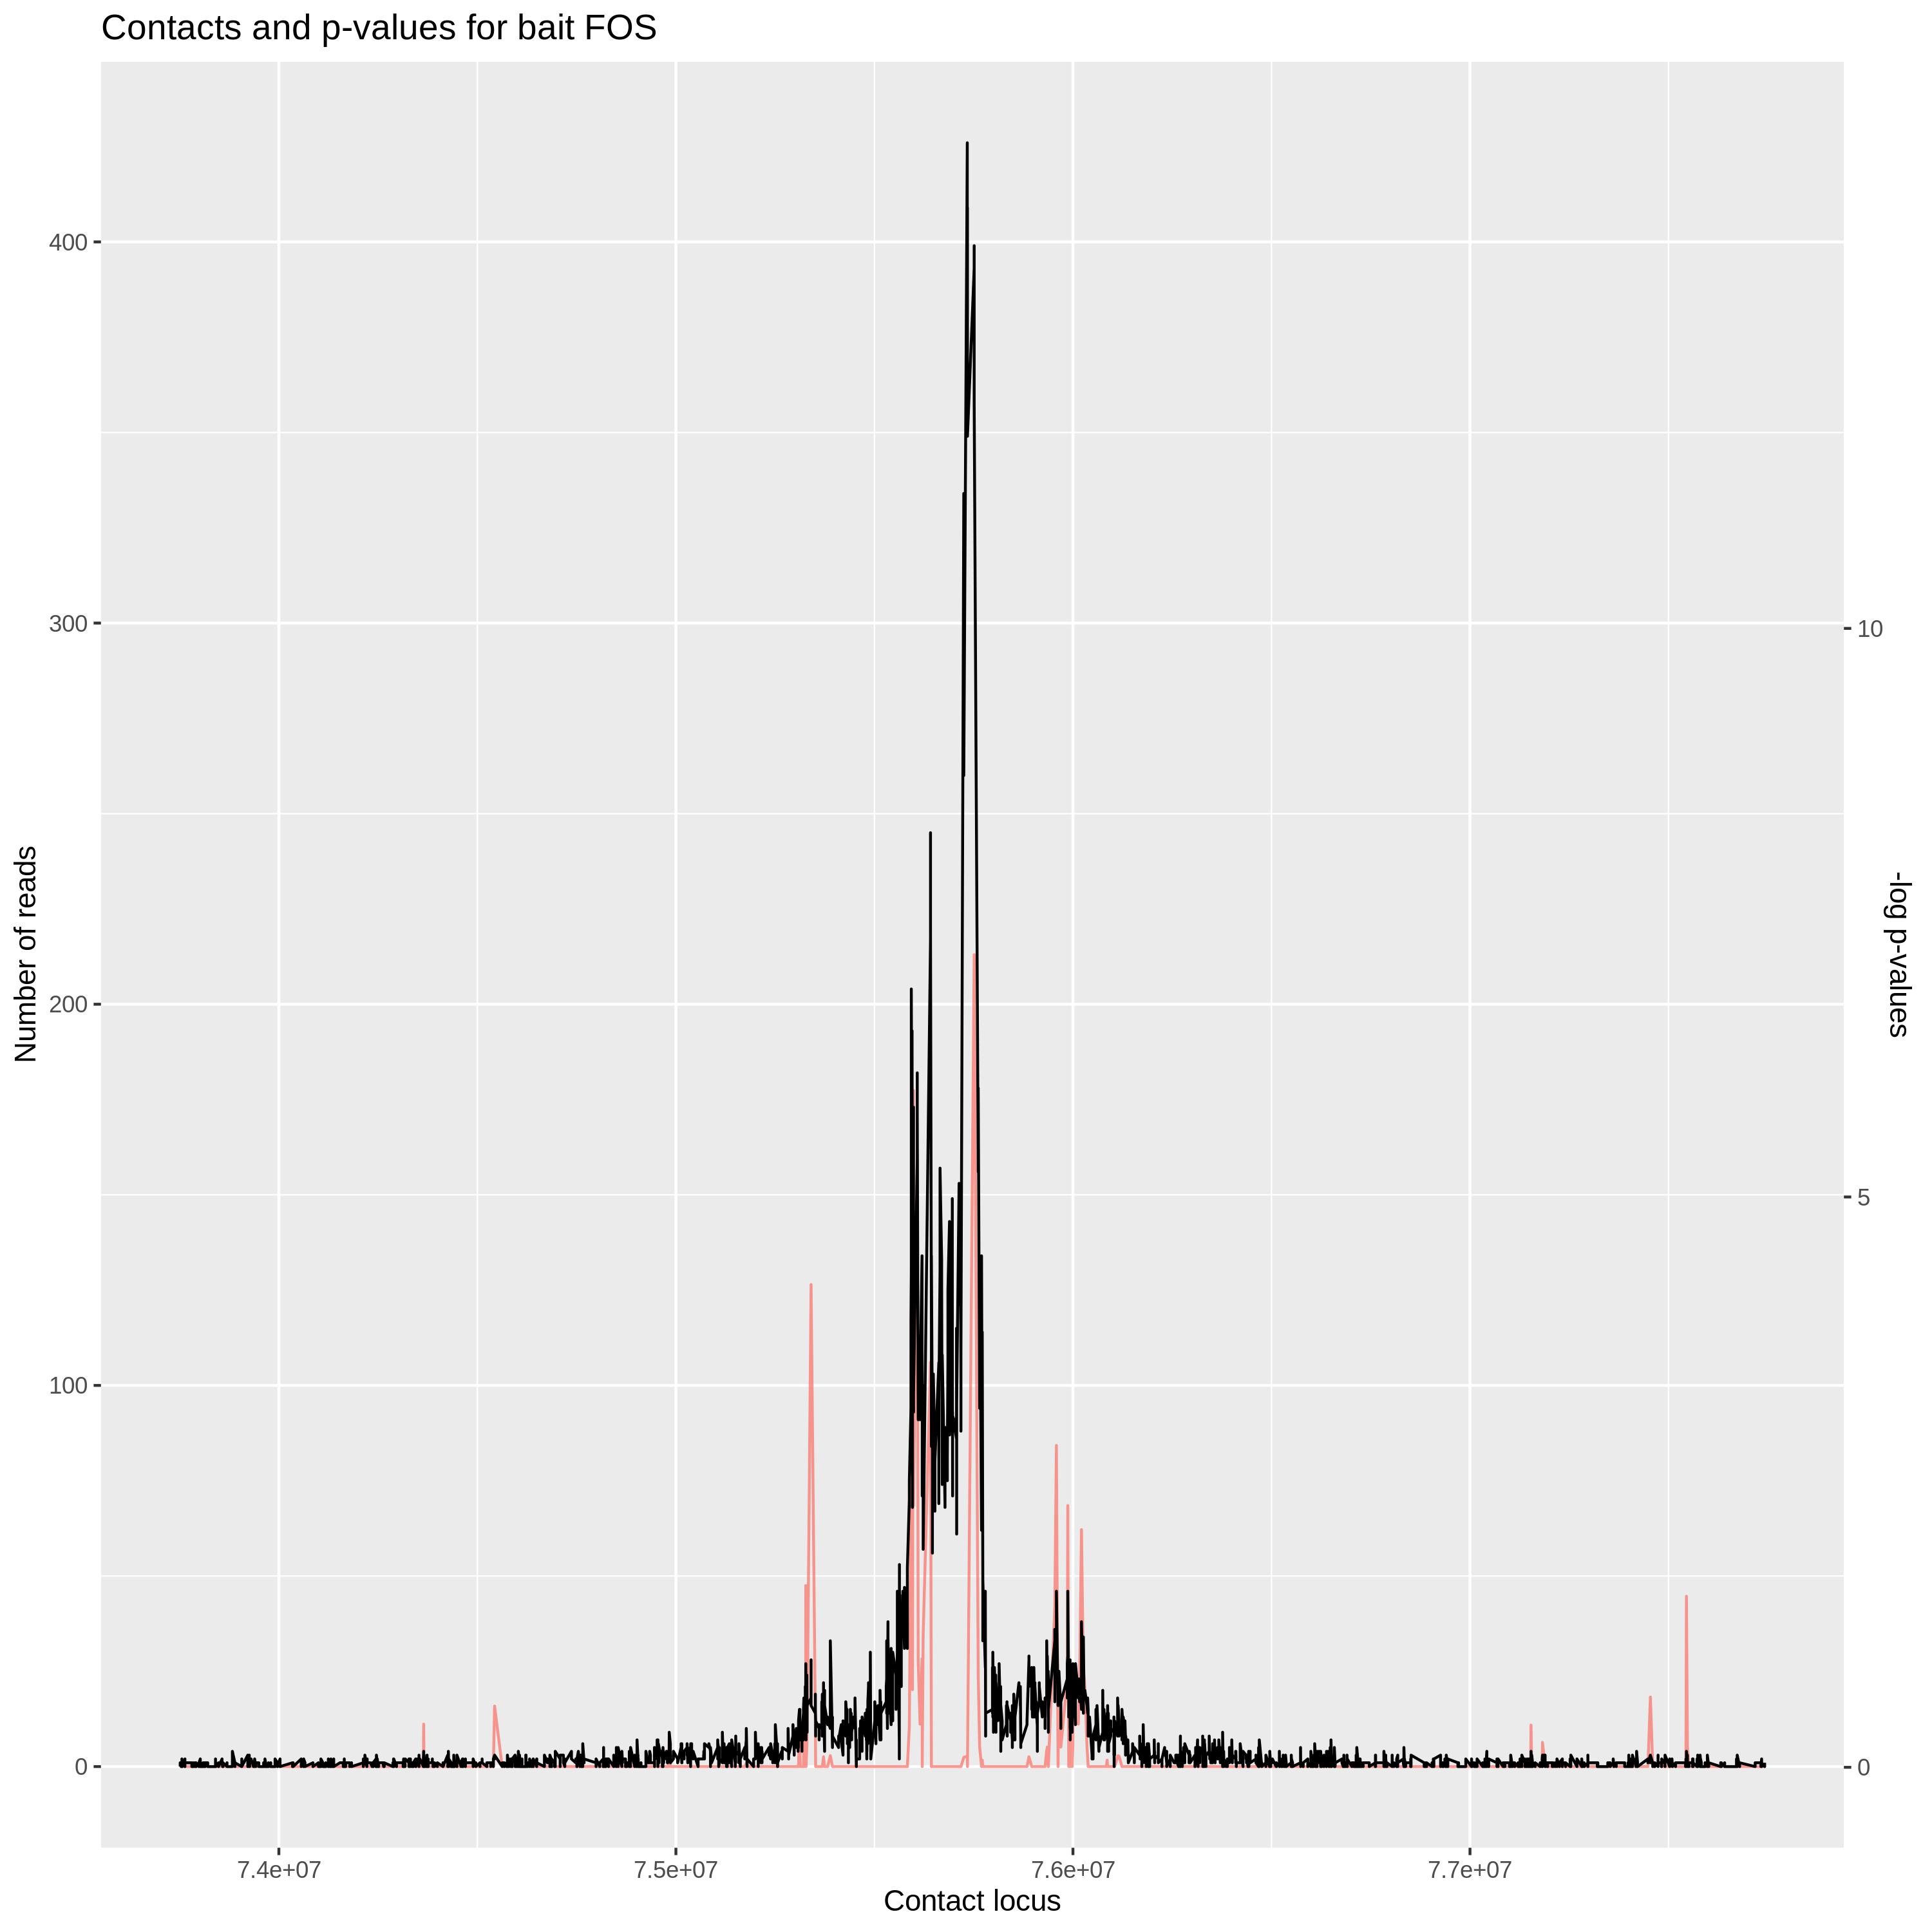 Contacts and p-values for bait FOS
400
300
200
100
0
Number of reads
10
5
0
-log p-values
7.4e+07
7.5e+07
7.6e+07
7.7e+07
Contact locus